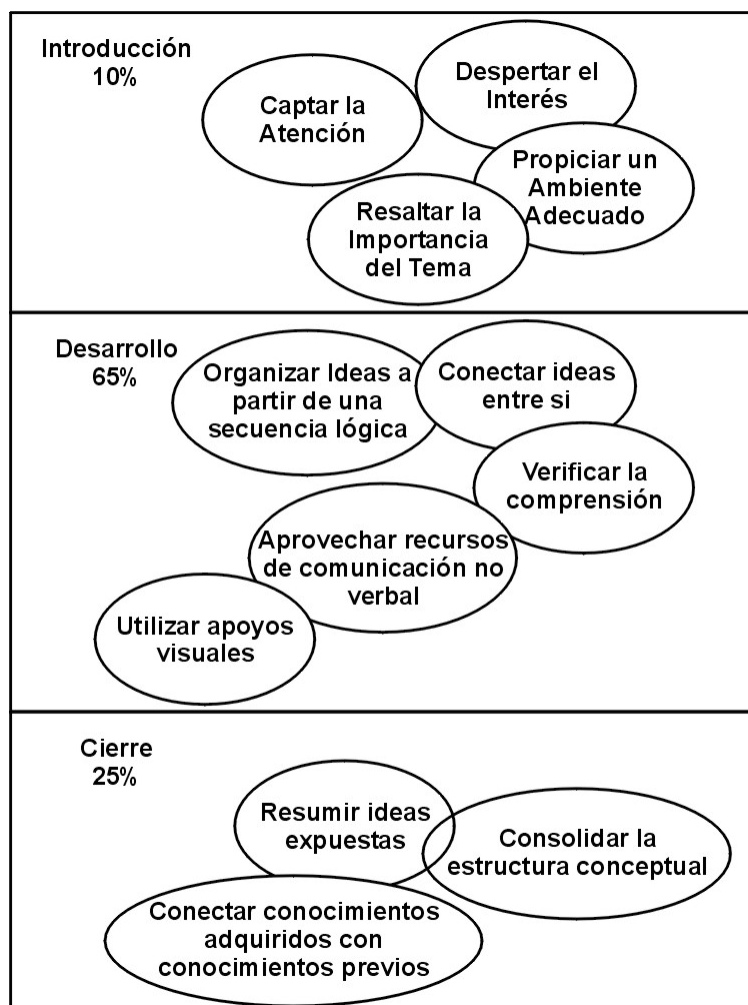 Introducción
10%
Captar la
Atención
Despertar el
Interés
Propiciar un
Ambiente
Adecuado
Resaltar la
Importancia
del Tema
Desarrollo
65%
Organizar Ideas a
partir de una
secuencia lógica
Conectar ideas
entre si
Verificar la
comprensión
Aprovechar recursos
de comunicación no
verbal
Utilizar apoyos
visuales
Cierre
25%
Resumir ideas
expuestas
Consolidar la
estructura conceptual
Conectar conocimientos
adquiridos con
conocimientos previos